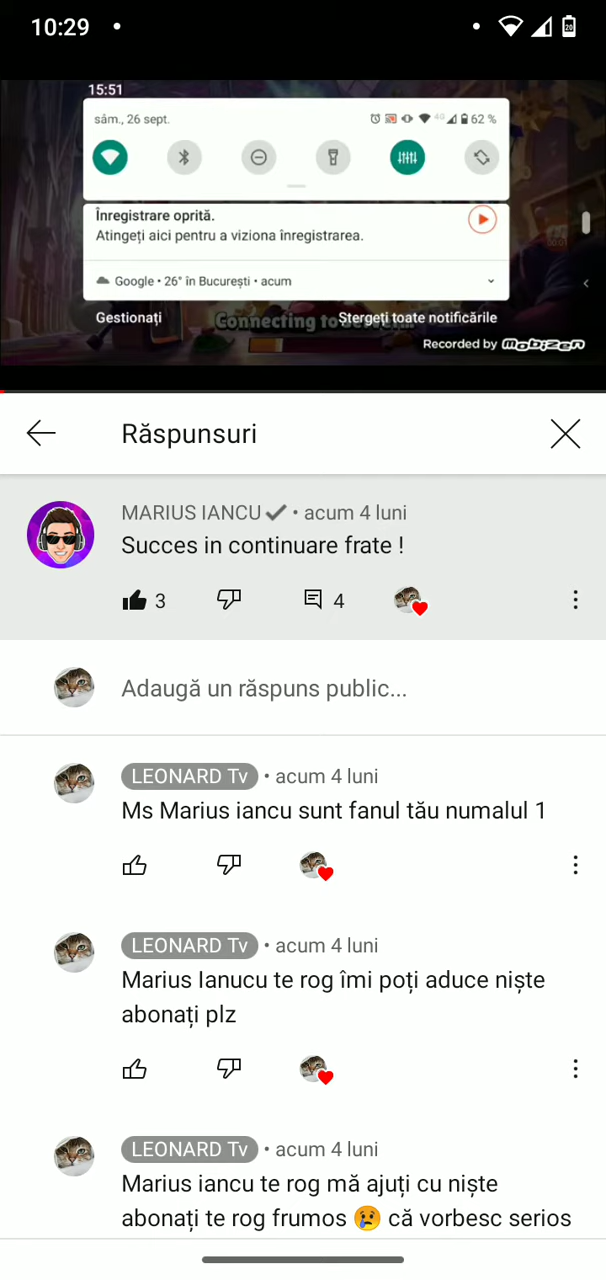 10:29
20
15:51
sâm., 26 sept.
4G
62 %
Înregistrare oprită.
Atingeți aici pentru a viziona înregistrarea.
00:01
Google • 26° în București • acum
Gestionați
Connecting to
Ștergeți toate notificările
Recorded by Mobizen
Răspunsuri
MARIUS IANCU • acum 4 luni
Succes in continuare frate !
3
4
Adaugă un răspuns public...
LEONARD Tv • acum 4 luni
Ms Marius iancu sunt fanul tău numalul 1
LEONARD Tv • acum 4 luni
Marius Ianucu te rog îmi poți aduce niște
abonați plz
LEONARD Tv • acum 4 luni
Marius iancu te rog mă ajuți cu niște
abonați te rog frumos 😢 că vorbesc serios